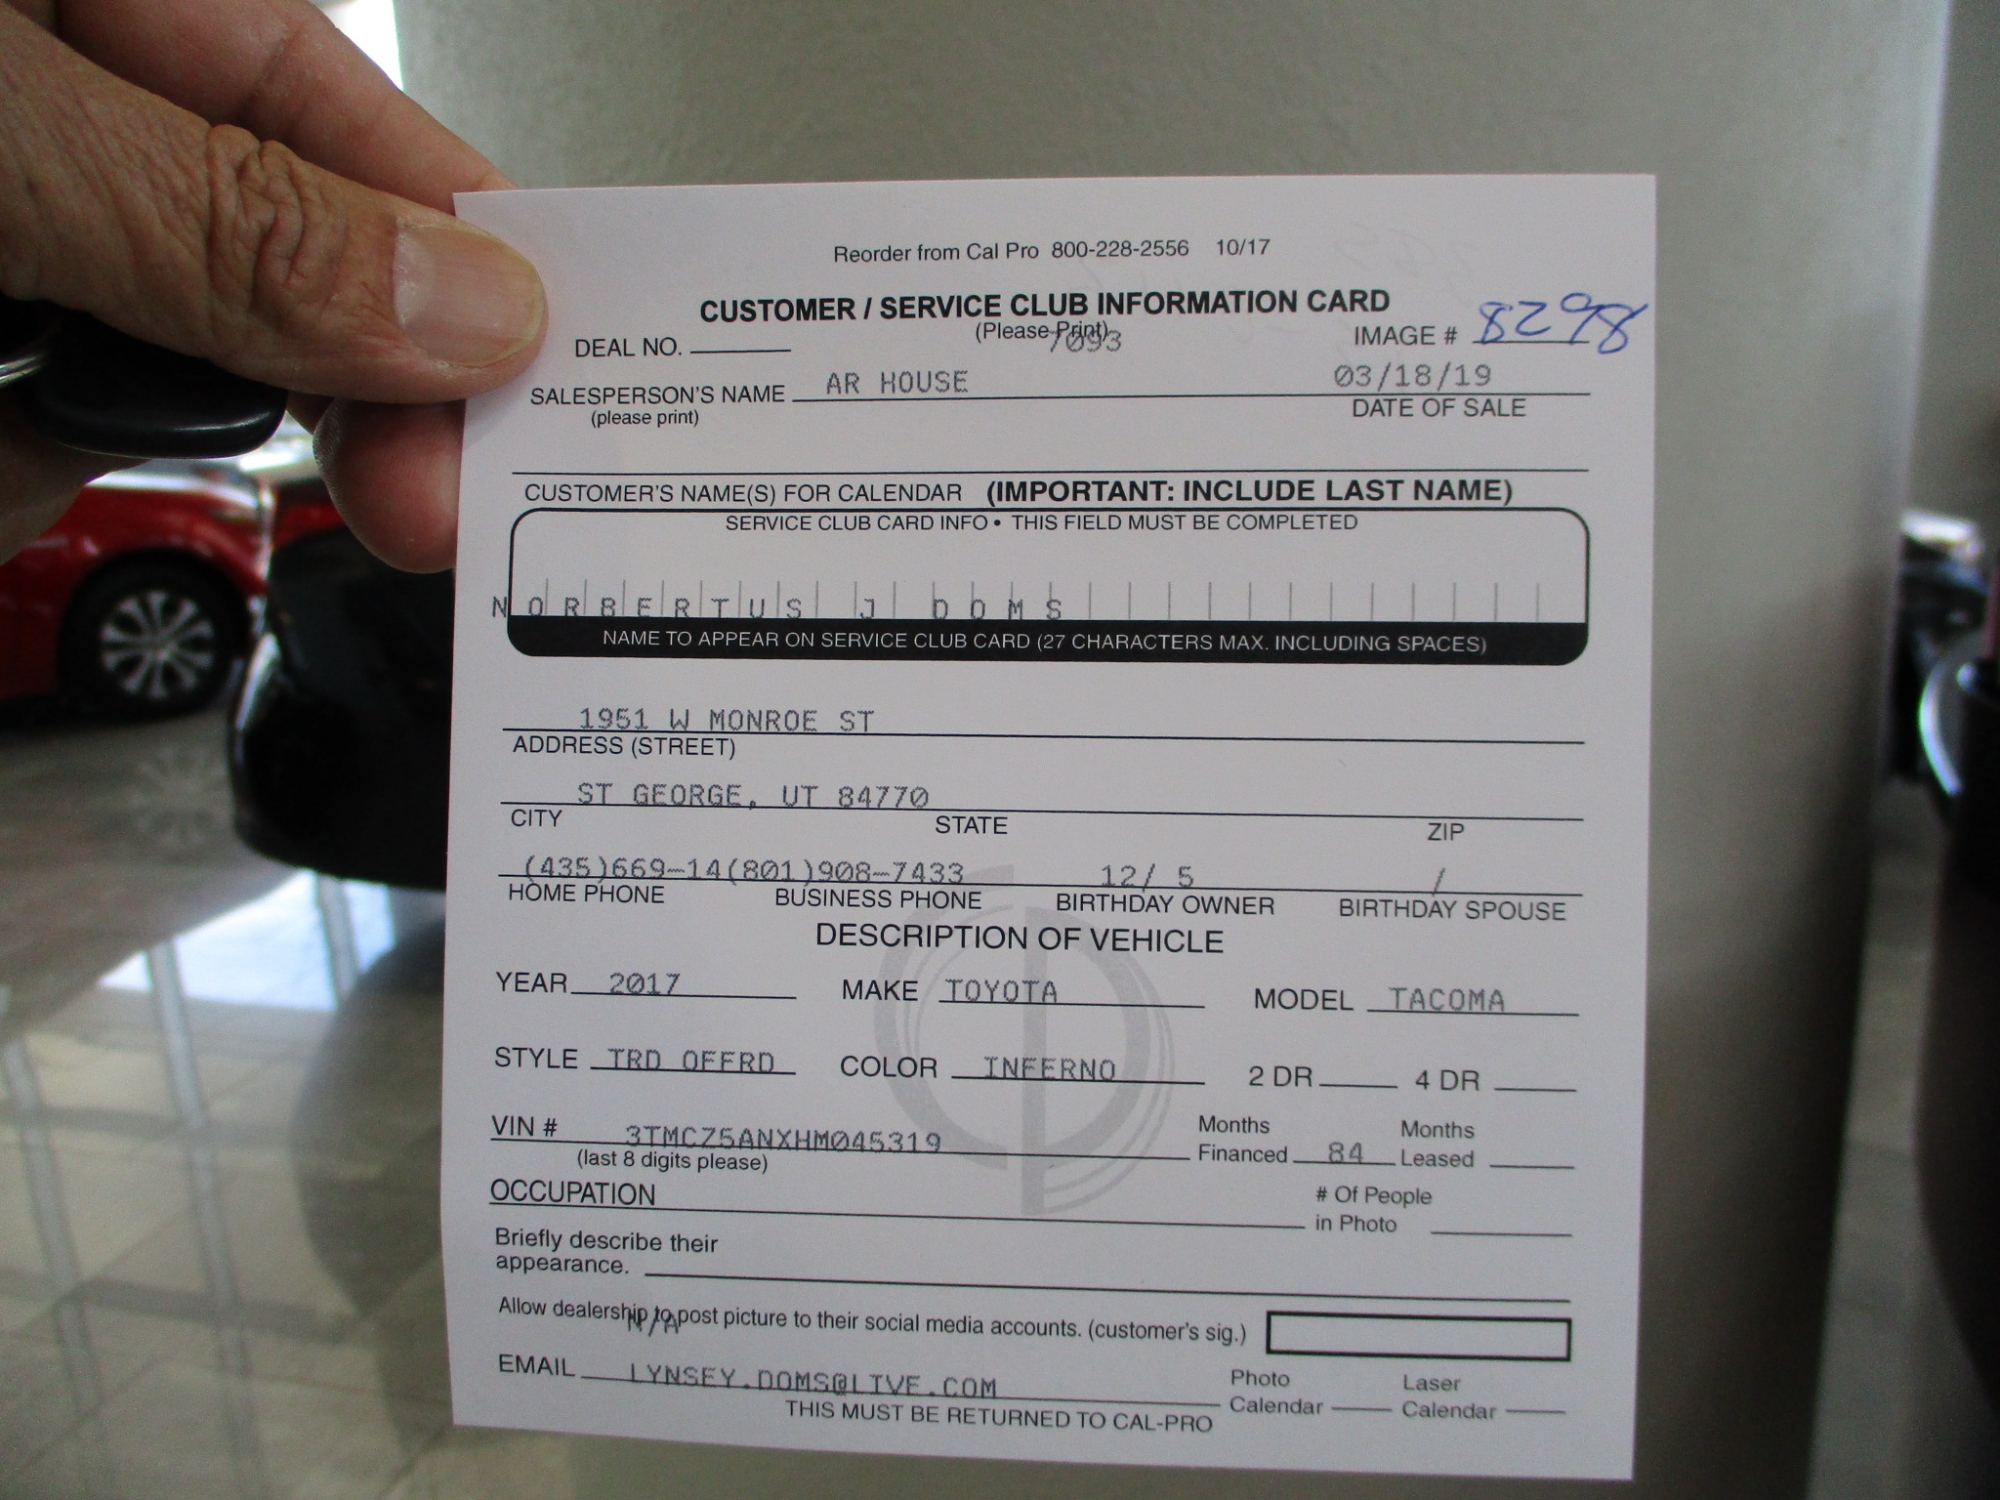 Reorder from Cal Pro 800-228-2556 10/17
CUSTOMER / SERVICE CLUB INFORMATION CARD
(Please Print)
DEAL NO. 7093 IMAGE # 8298
SALESPERSON'S NAME AR HOUSE 03/18/19
(please print) DATE OF SALE
CUSTOMER'S NAME(S) FOR CALENDAR (IMPORTANT: INCLUDE LAST NAME)
SERVICE CLUB CARD INFO • THIS FIELD MUST BE COMPLETED
NORBERTUS J DOMS
NAME TO APPEAR ON SERVICE CLUB CARD (27 CHARACTERS MAX. INCLUDING SPACES)
1951 W MONROE ST
ADDRESS (STREET)
ST GEORGE, UT 84770
CITY STATE ZIP
(435)669-14(801)908-7433 12/ 5 /
HOME PHONE BUSINESS PHONE BIRTHDAY OWNER BIRTHDAY SPOUSE
DESCRIPTION OF VEHICLE
YEAR 2017 MAKE TOYOTA MODEL TACOMA
STYLE TRD OFFRD COLOR INFERNO 2 DR 4 DR
VIN # 3TMCZ5ANXHM045319 Months Financed 84 Months Leased
(last 8 digits please)
OCCUPATION # Of People in Photo
Briefly describe their
appearance.
Allow dealership to post picture to their social media accounts. (customer's sig.)
N/A
EMAIL LYNSEY.DOMS@LIVE.COM Photo Calendar Laser Calendar
THIS MUST BE RETURNED TO CAL-PRO